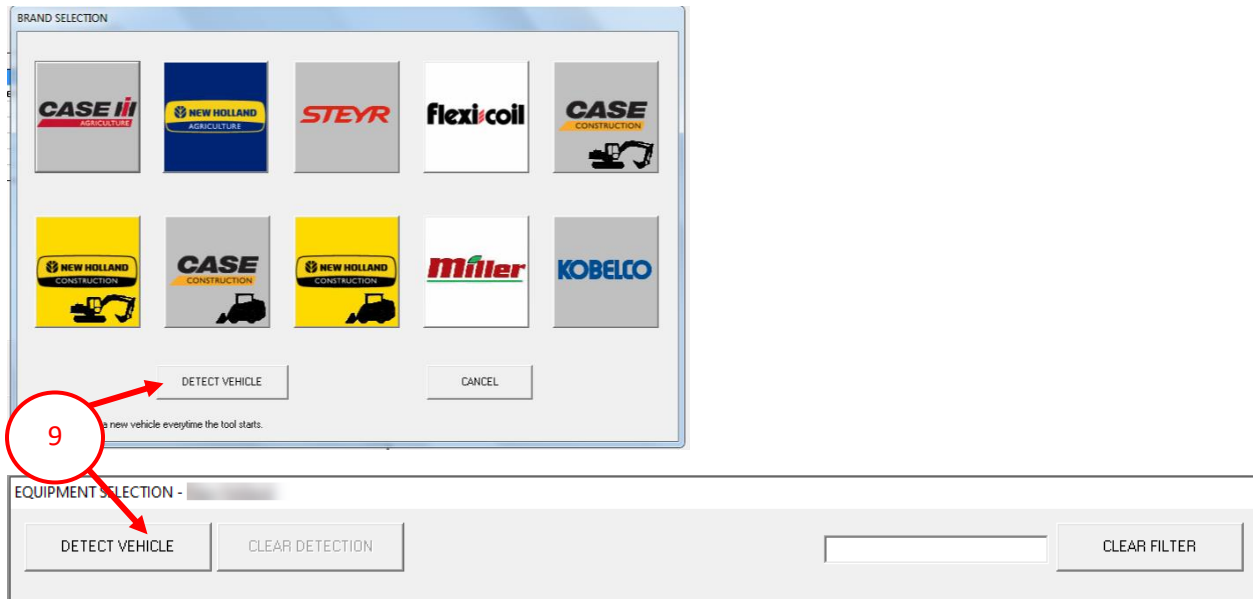 BRAND SELECTION
CASE IH
AGRICULTURE
NEW HOLLAND
AGRICULTURE
STEYR
flexi-coil
CASE
CONSTRUCTION
NEW HOLLAND
CONSTRUCTION
CASE
CONSTRUCTION
NEW HOLLAND
CONSTRUCTION
Miller
KOBELCO
DETECT VEHICLE
CANCEL
a new vehicle everytime the tool starts.
9
EQUIPMENT SELECTION -
DETECT VEHICLE
CLEAR DETECTION
CLEAR FILTER